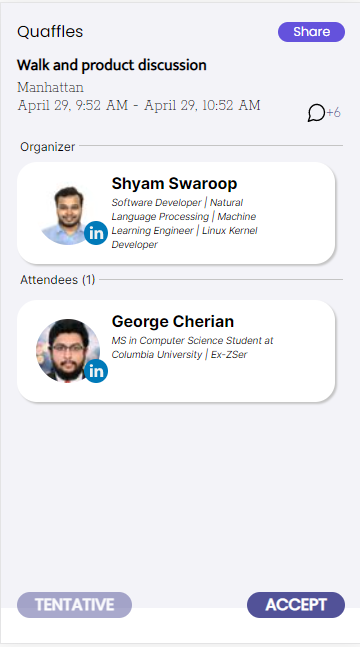 Quaffles
Share
Walk and product discussion
Manhattan
April 29, 9:52 AM - April 29, 10:52 AM
+6
Organizer
Shyam Swaroop
Software Developer | Natural
Language Processing | Machine
Learning Engineer | Linux Kernel
Developer
in
Attendees (1)
George Cherian
MS in Computer Science Student at
Columbia University | Ex-ZSer
in
TENTATIVE
ACCEPT